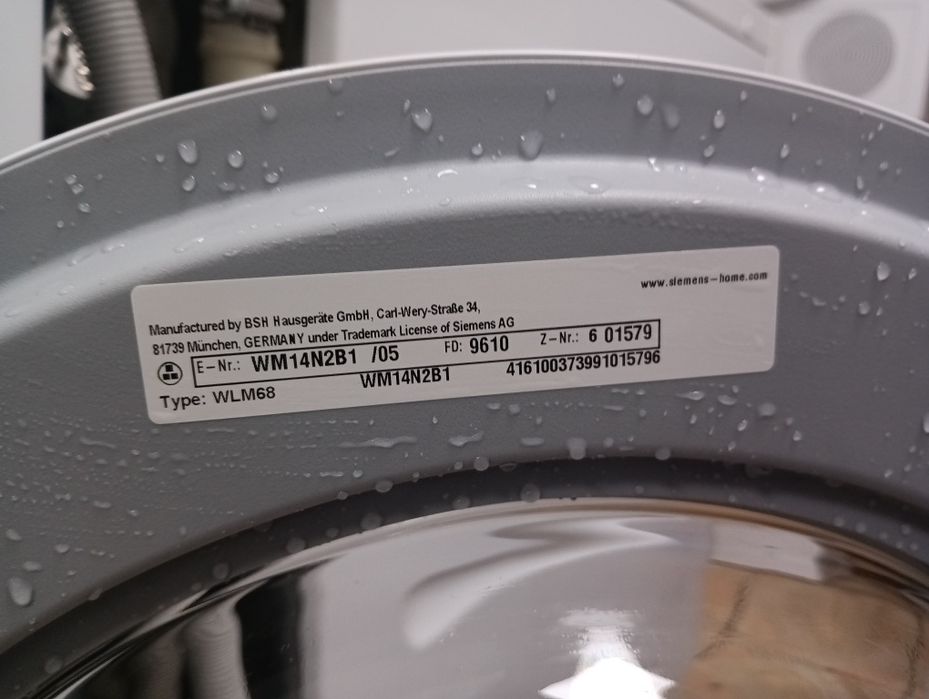 www.siemens-home.com
Manufactured by BSH Hausgeräte GmbH, Carl-Wery-Straße 34,
81739 München, GERMANY under Trademark License of Siemens AG
E-Nr.: WM14N2B1 /05 FD: 9610 Z-Nr.: 6 01579
Type: WLM68 WM14N2B1 416100373991015796